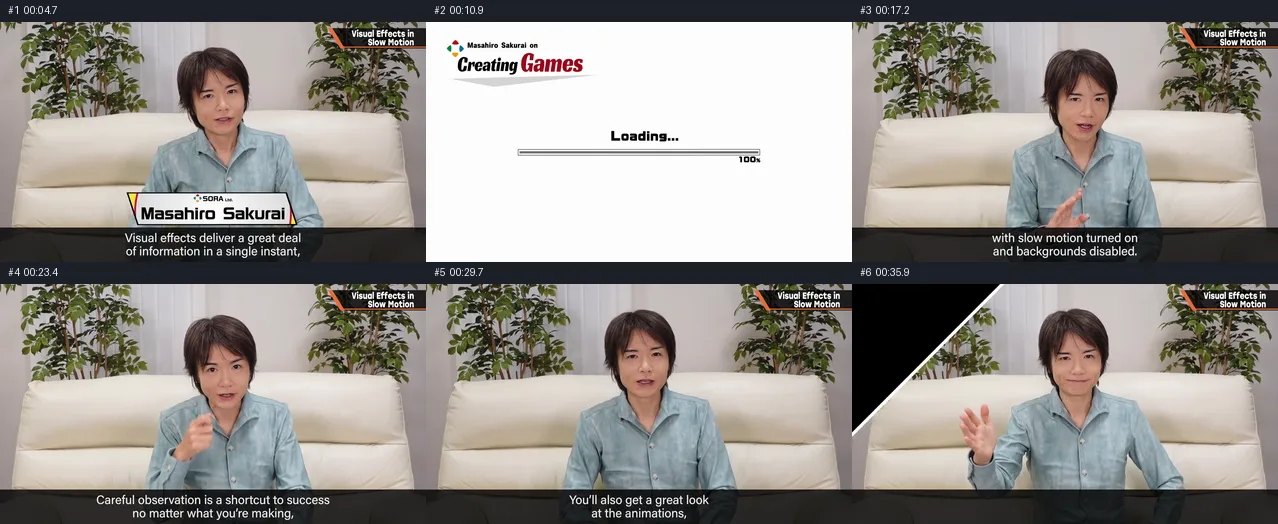 #1 00:04.7
Visual Effects in
Slow Motion
SORA Ltd.
Masahiro Sakurai
Visual effects deliver a great deal
of information in a single instant,
#2 00:10.9
Masahiro Sakurai on
Creating Games
Loading...
100%
#3 00:17.2
Visual Effects in
Slow Motion
with slow motion turned on
and backgrounds disabled.
#4 00:23.4
Visual Effects in
Slow Motion
Careful observation is a shortcut to success
no matter what you're making,
#5 00:29.7
Visual Effects in
Slow Motion
You'll also get a great look
at the animations,
#6 00:35.9
Visual Effects in
Slow Motion